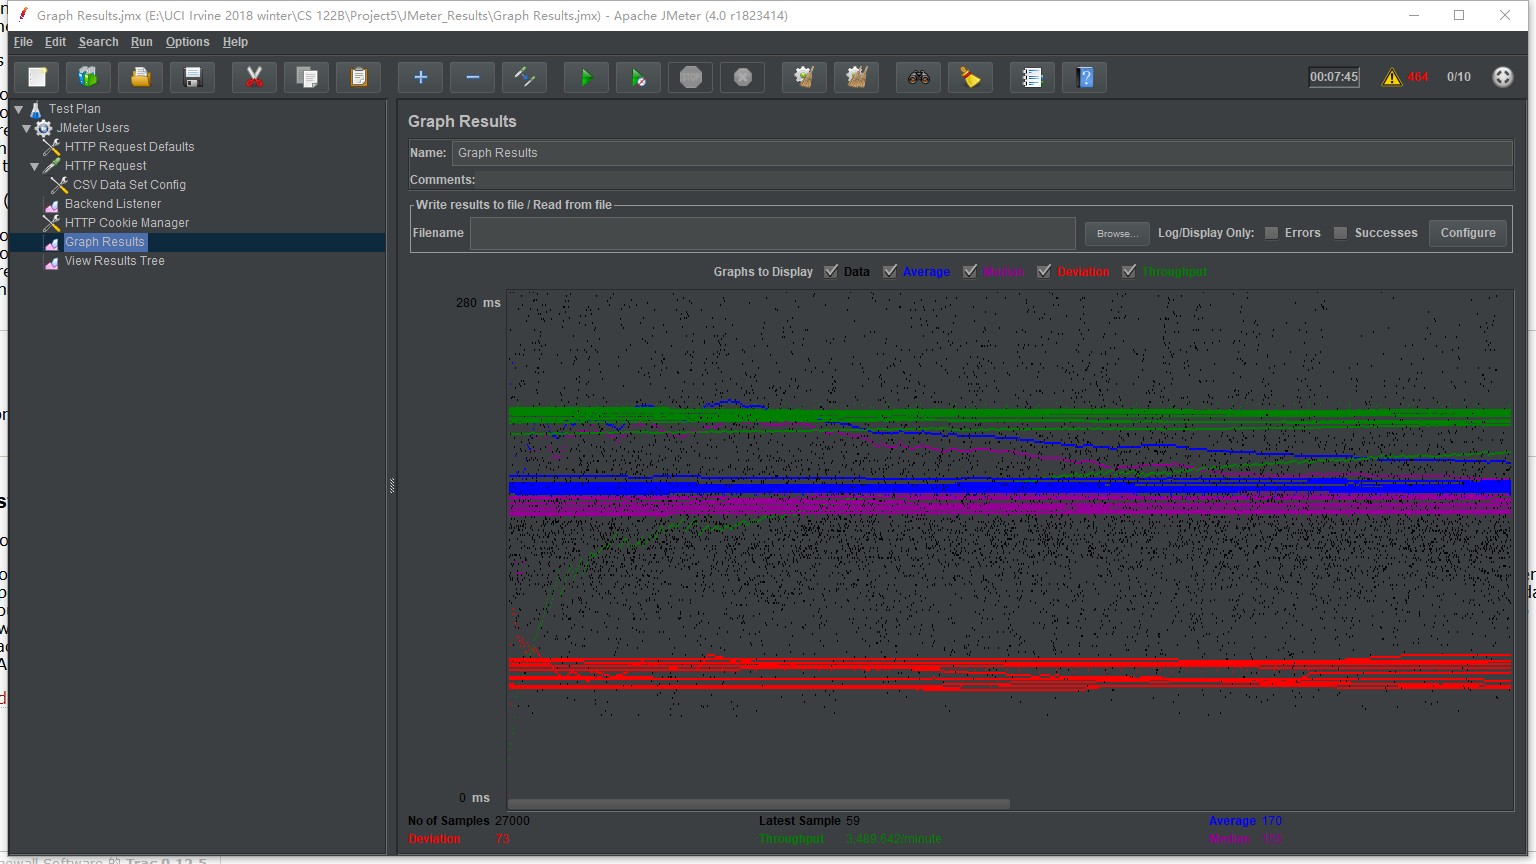 Graph Results.jmx (E:\UCI Irvine 2018 winter\CS 122B\Project5\JMeter_Results\Graph Results.jmx) - Apache JMeter (4.0 r1823414)
File Edit Search Run Options Help
STOP
00:07:45 464 0/10
Test Plan
JMeter Users
HTTP Request Defaults
HTTP Request
CSV Data Set Config
Backend Listener
HTTP Cookie Manager
Graph Results
View Results Tree
Graph Results
Name: Graph Results
Comments:
Write results to file / Read from file
Filename Browse... Log/Display Only: Errors Successes Configure
Graphs to Display Data Average Median Deviation Throughput
280 ms
0 ms
No of Samples 27000 Latest Sample 59 Average 170
Deviation 73 Throughput 3,489.542/minute Median